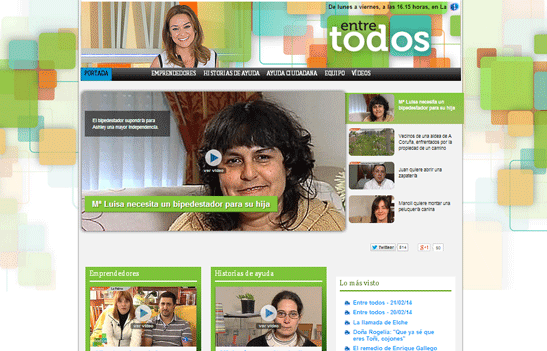 De lunes a viernes, a las 16.15 horas, en La
entre
todos
PORTADA EMPRENDEDORES HISTORIAS DE AYUDA AYUDA CIUDADANA EQUIPO VÍDEOS
El bipedestador supondría para
Ashley una mayor independencia.
ver vídeo
Mª Luisa necesita un bipedestador para su hija
Mª Luisa necesita un
bipedestador para su hija
Vecinos de una aldea de A
Coruña, enfrentados por la
propiedad de un camino
Juan quiere abrir una
zapatería
Manoli quiere montar una
peluquería canina
Twittear 874
+1 50
Emprendedores
ver vídeo
Historias de ayuda
ver vídeo
Lo más visto
Entre todos - 21/02/14
Entre todos - 20/02/14
La llamada de Elche
Doña Rogelia: "Que ya sé que
eres Toñi, cojones"
El remedio de Enrique Gallego